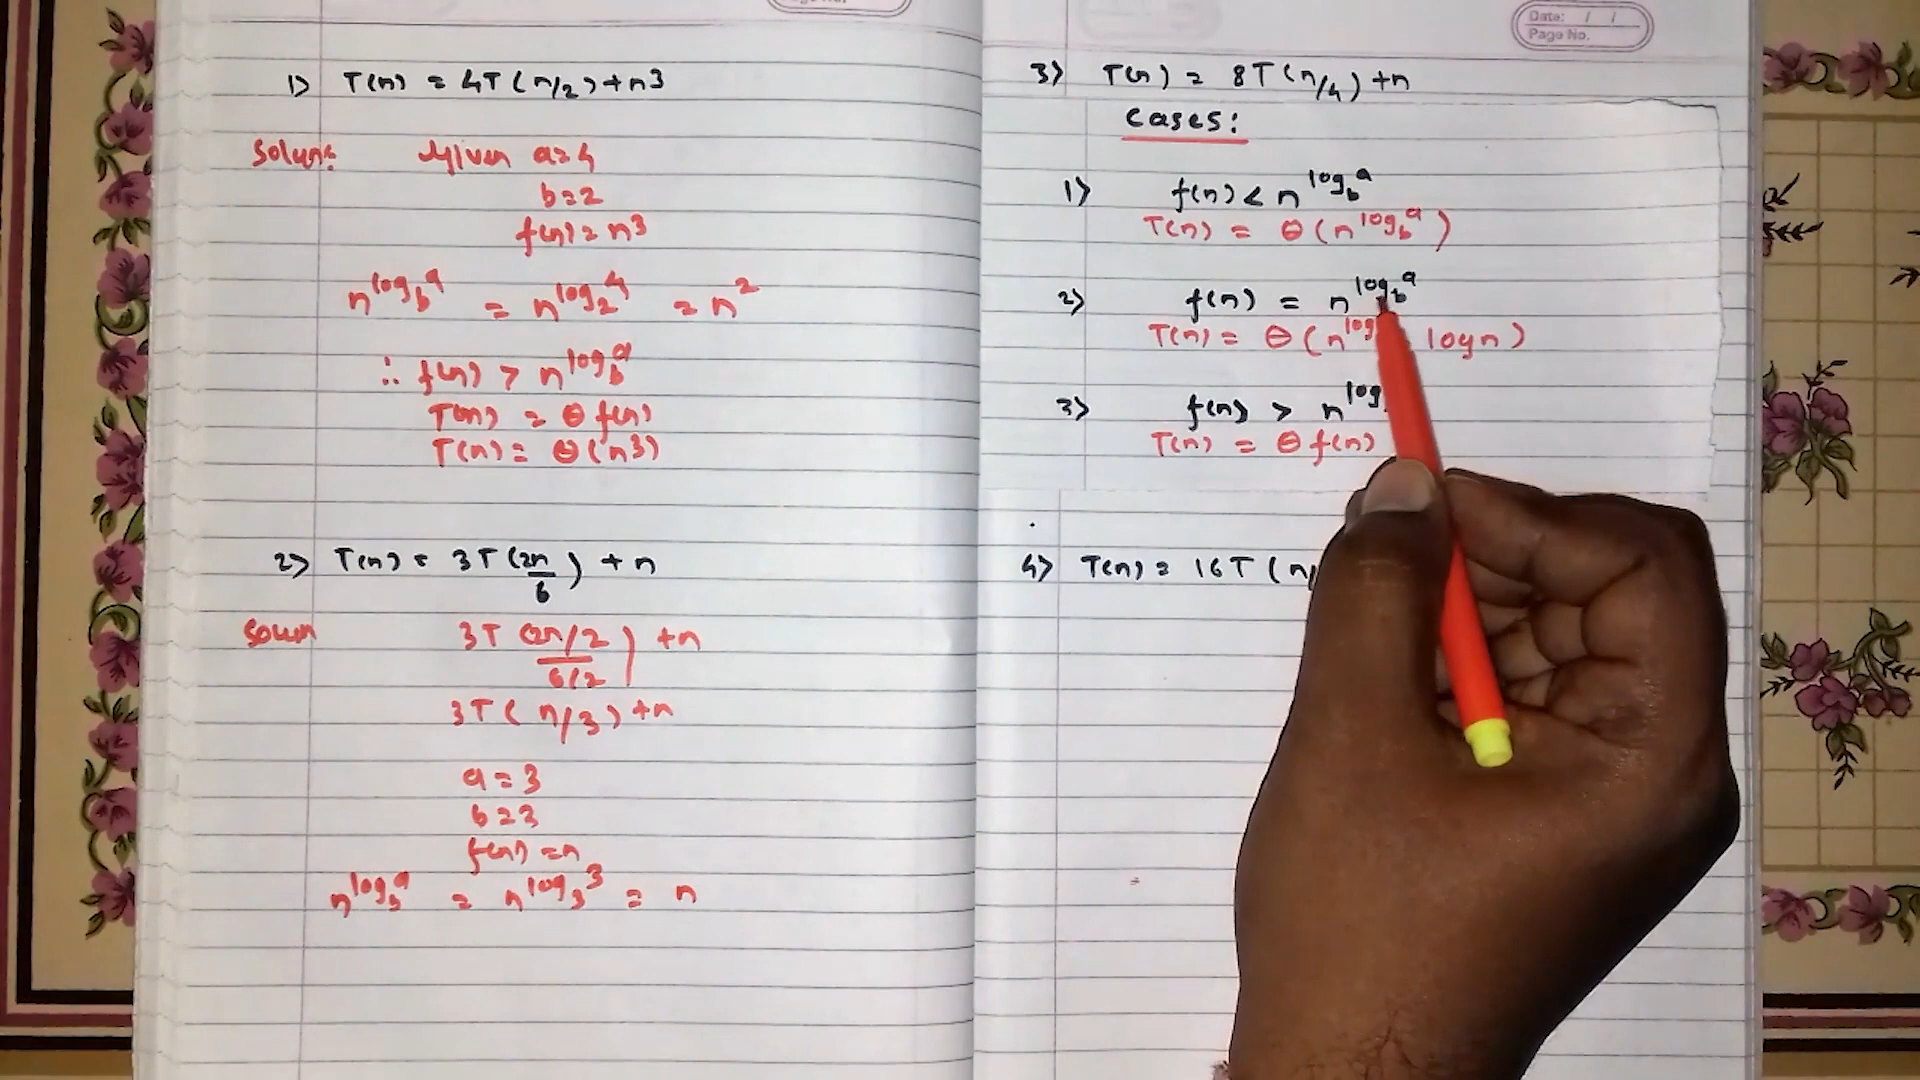 1) T(n) = 4T(n/2)+n3
Soluns Given a=4
b=2
f(n)=n3
n^log_b^a = n^log_2^4 = n^2
∴ f(n) > n^log_b^a
T(n) = θ f(n)
T(n) = θ(n3)
2) T(n) = 3T(2n/6) + n
Solun 3T(2n/2 / 6/2) +n
3T(n/3)+n
a=3
b=3
f(n)=n
n^log_b^a = n^log_3^3 = n
Date: / /
Page No.
3) T(n) = 8T(n/4)+n
Cases:
1) f(n) < n^log_b^a
T(n) = θ(n^log_b^a)
2) f(n) = n^log_b^a
T(n) = θ(n^log logn)
3) f(n) > n^log
T(n) = θ f(n)
4) T(n) = 16T(n/